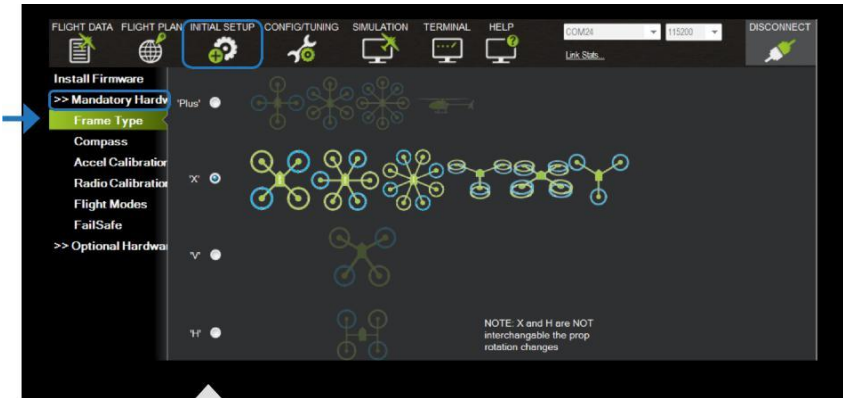 FLIGHT DATA FLIGHT PLAN INITIAL SETUP CONFIG/TUNING SIMULATION TERMINAL HELP
COM24 115200 DISCONNECT
Link Stats...
Install Firmware
>> Mandatory Hardw
Frame Type
Compass
Accel Calibration
Radio Calibration
Flight Modes
FailSafe
>> Optional Hardwa
'Plus'
'X'
'V'
'H'
NOTE: X and H are NOT
interchangable the prop
rotation changes